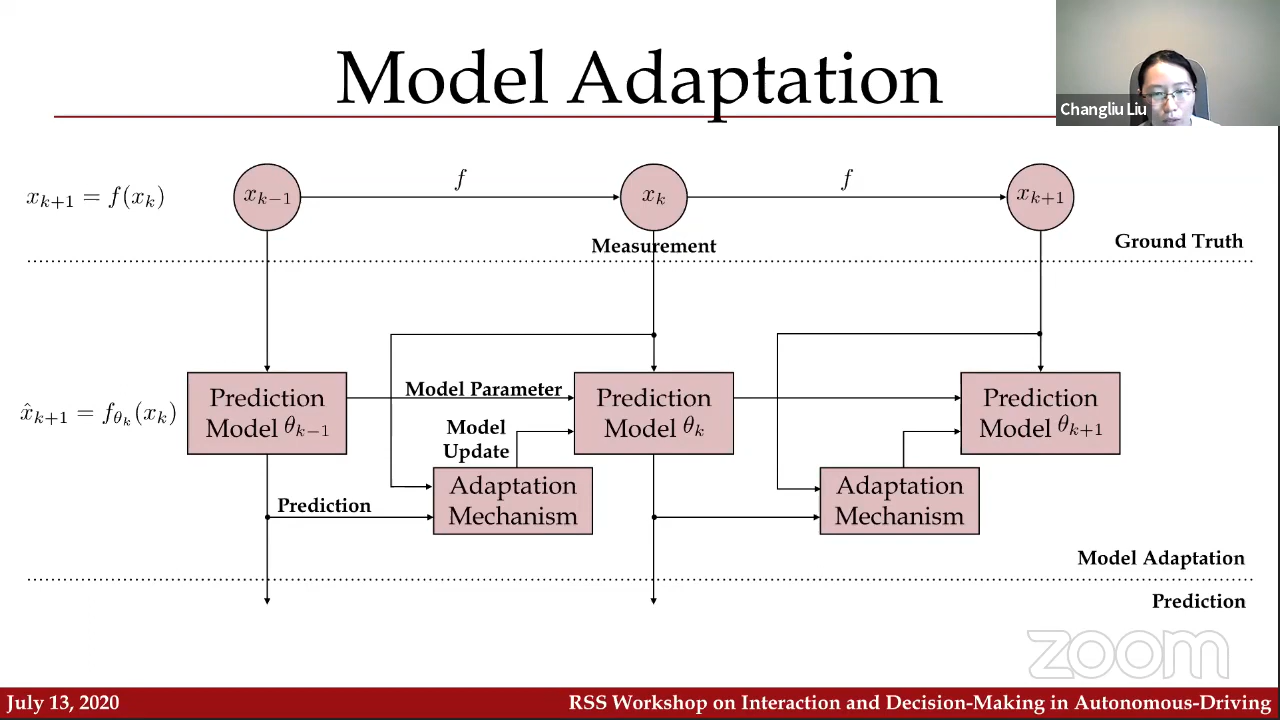 Model Adaptation
Changliu Liu
x_{k+1} = f(x_k)
x_{k-1}
f
x_k
f
x_{k+1}
Measurement
Ground Truth
x̂_{k+1} = f_{θ_k}(x_k)
Prediction
Model θ_{k-1}
Model Parameter
Prediction
Model θ_k
Prediction
Model θ_{k+1}
Model
Update
Prediction
Adaptation
Mechanism
Adaptation
Mechanism
Model Adaptation
Prediction
zoom
July 13, 2020
RSS Workshop on Interaction and Decision-Making in Autonomous-Driving